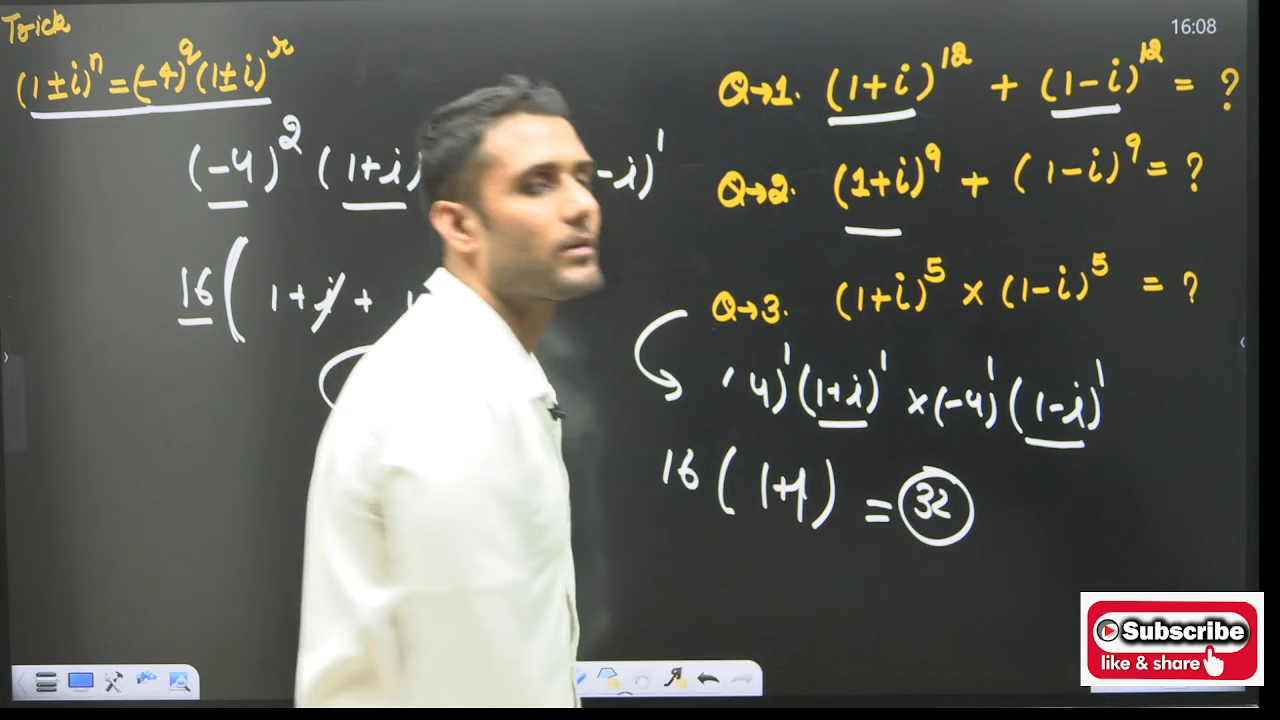 Trick
(1±i)ⁿ=(-4)^q(1±i)^r
(-4)² (1+i) -i)¹
16( 1+i+ 1
16:08
Q→1. (1+i)¹² + (1-i)¹² = ?
Q→2. (1+i)⁹ + (1-i)⁹ = ?
Q→3. (1+i)⁵ × (1-i)⁵ = ?
4)¹(1+i)¹ ×(-4)¹(1-i)¹
16(1+1) = 32
Subscribe
like & share